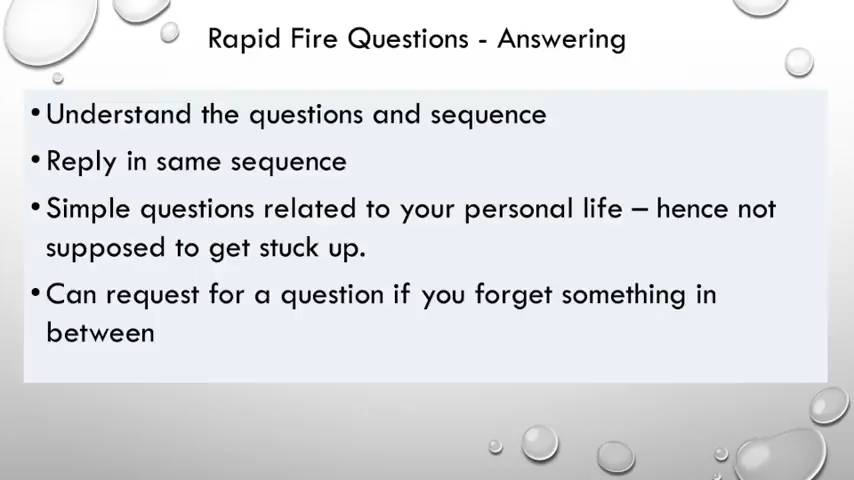 Rapid Fire Questions - Answering
•Understand the questions and sequence
•Reply in same sequence
•Simple questions related to your personal life – hence not
supposed to get stuck up.
•Can request for a question if you forget something in
between